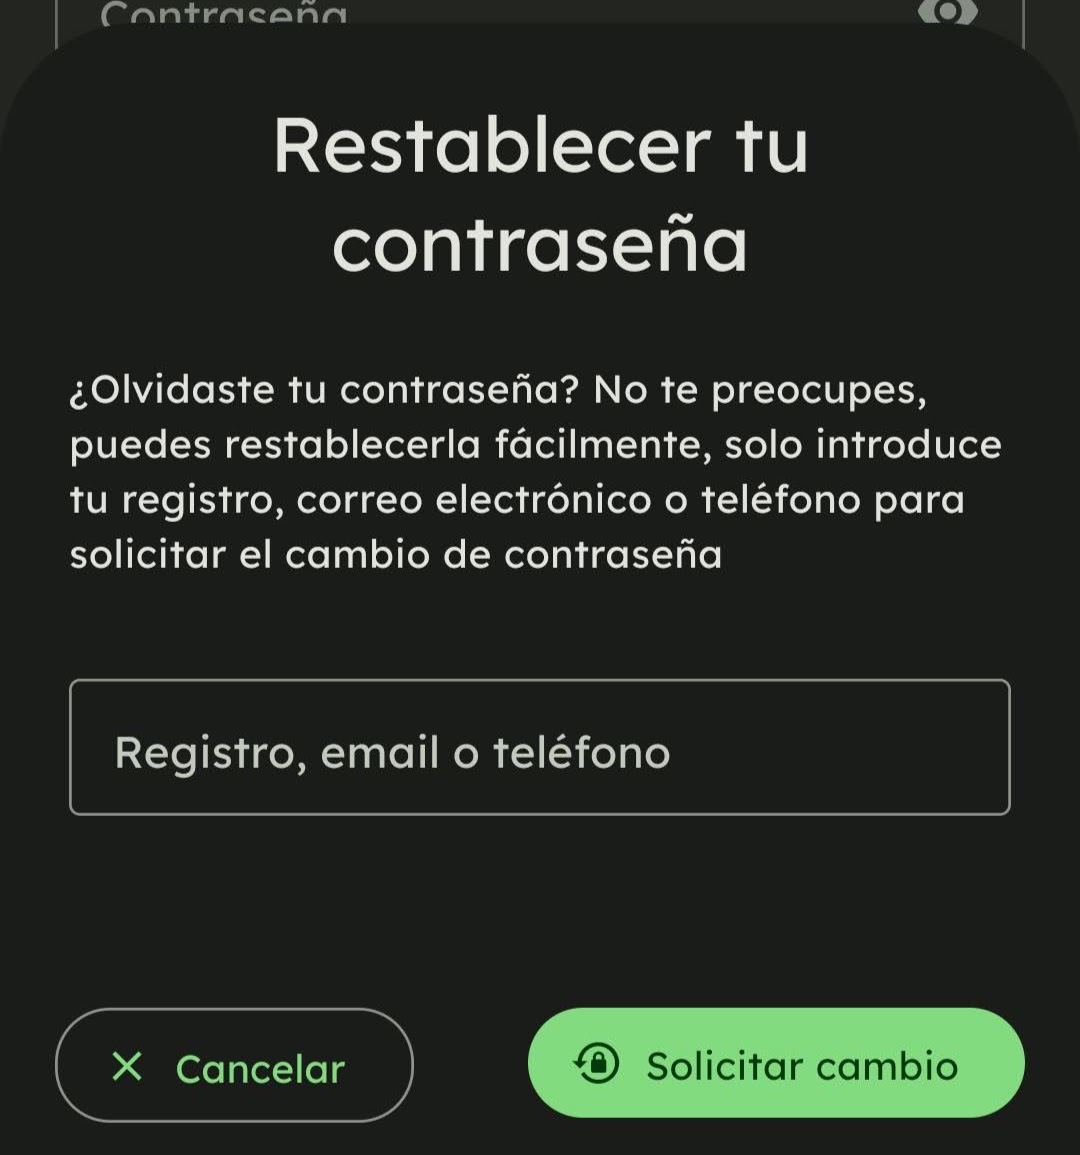 Contraseña
Restablecer tu
contraseña
¿Olvidaste tu contraseña? No te preocupes,
puedes restablecerla fácilmente, solo introduce
tu registro, correo electrónico o teléfono para
solicitar el cambio de contraseña
Registro, email o teléfono
Cancelar
Solicitar cambio